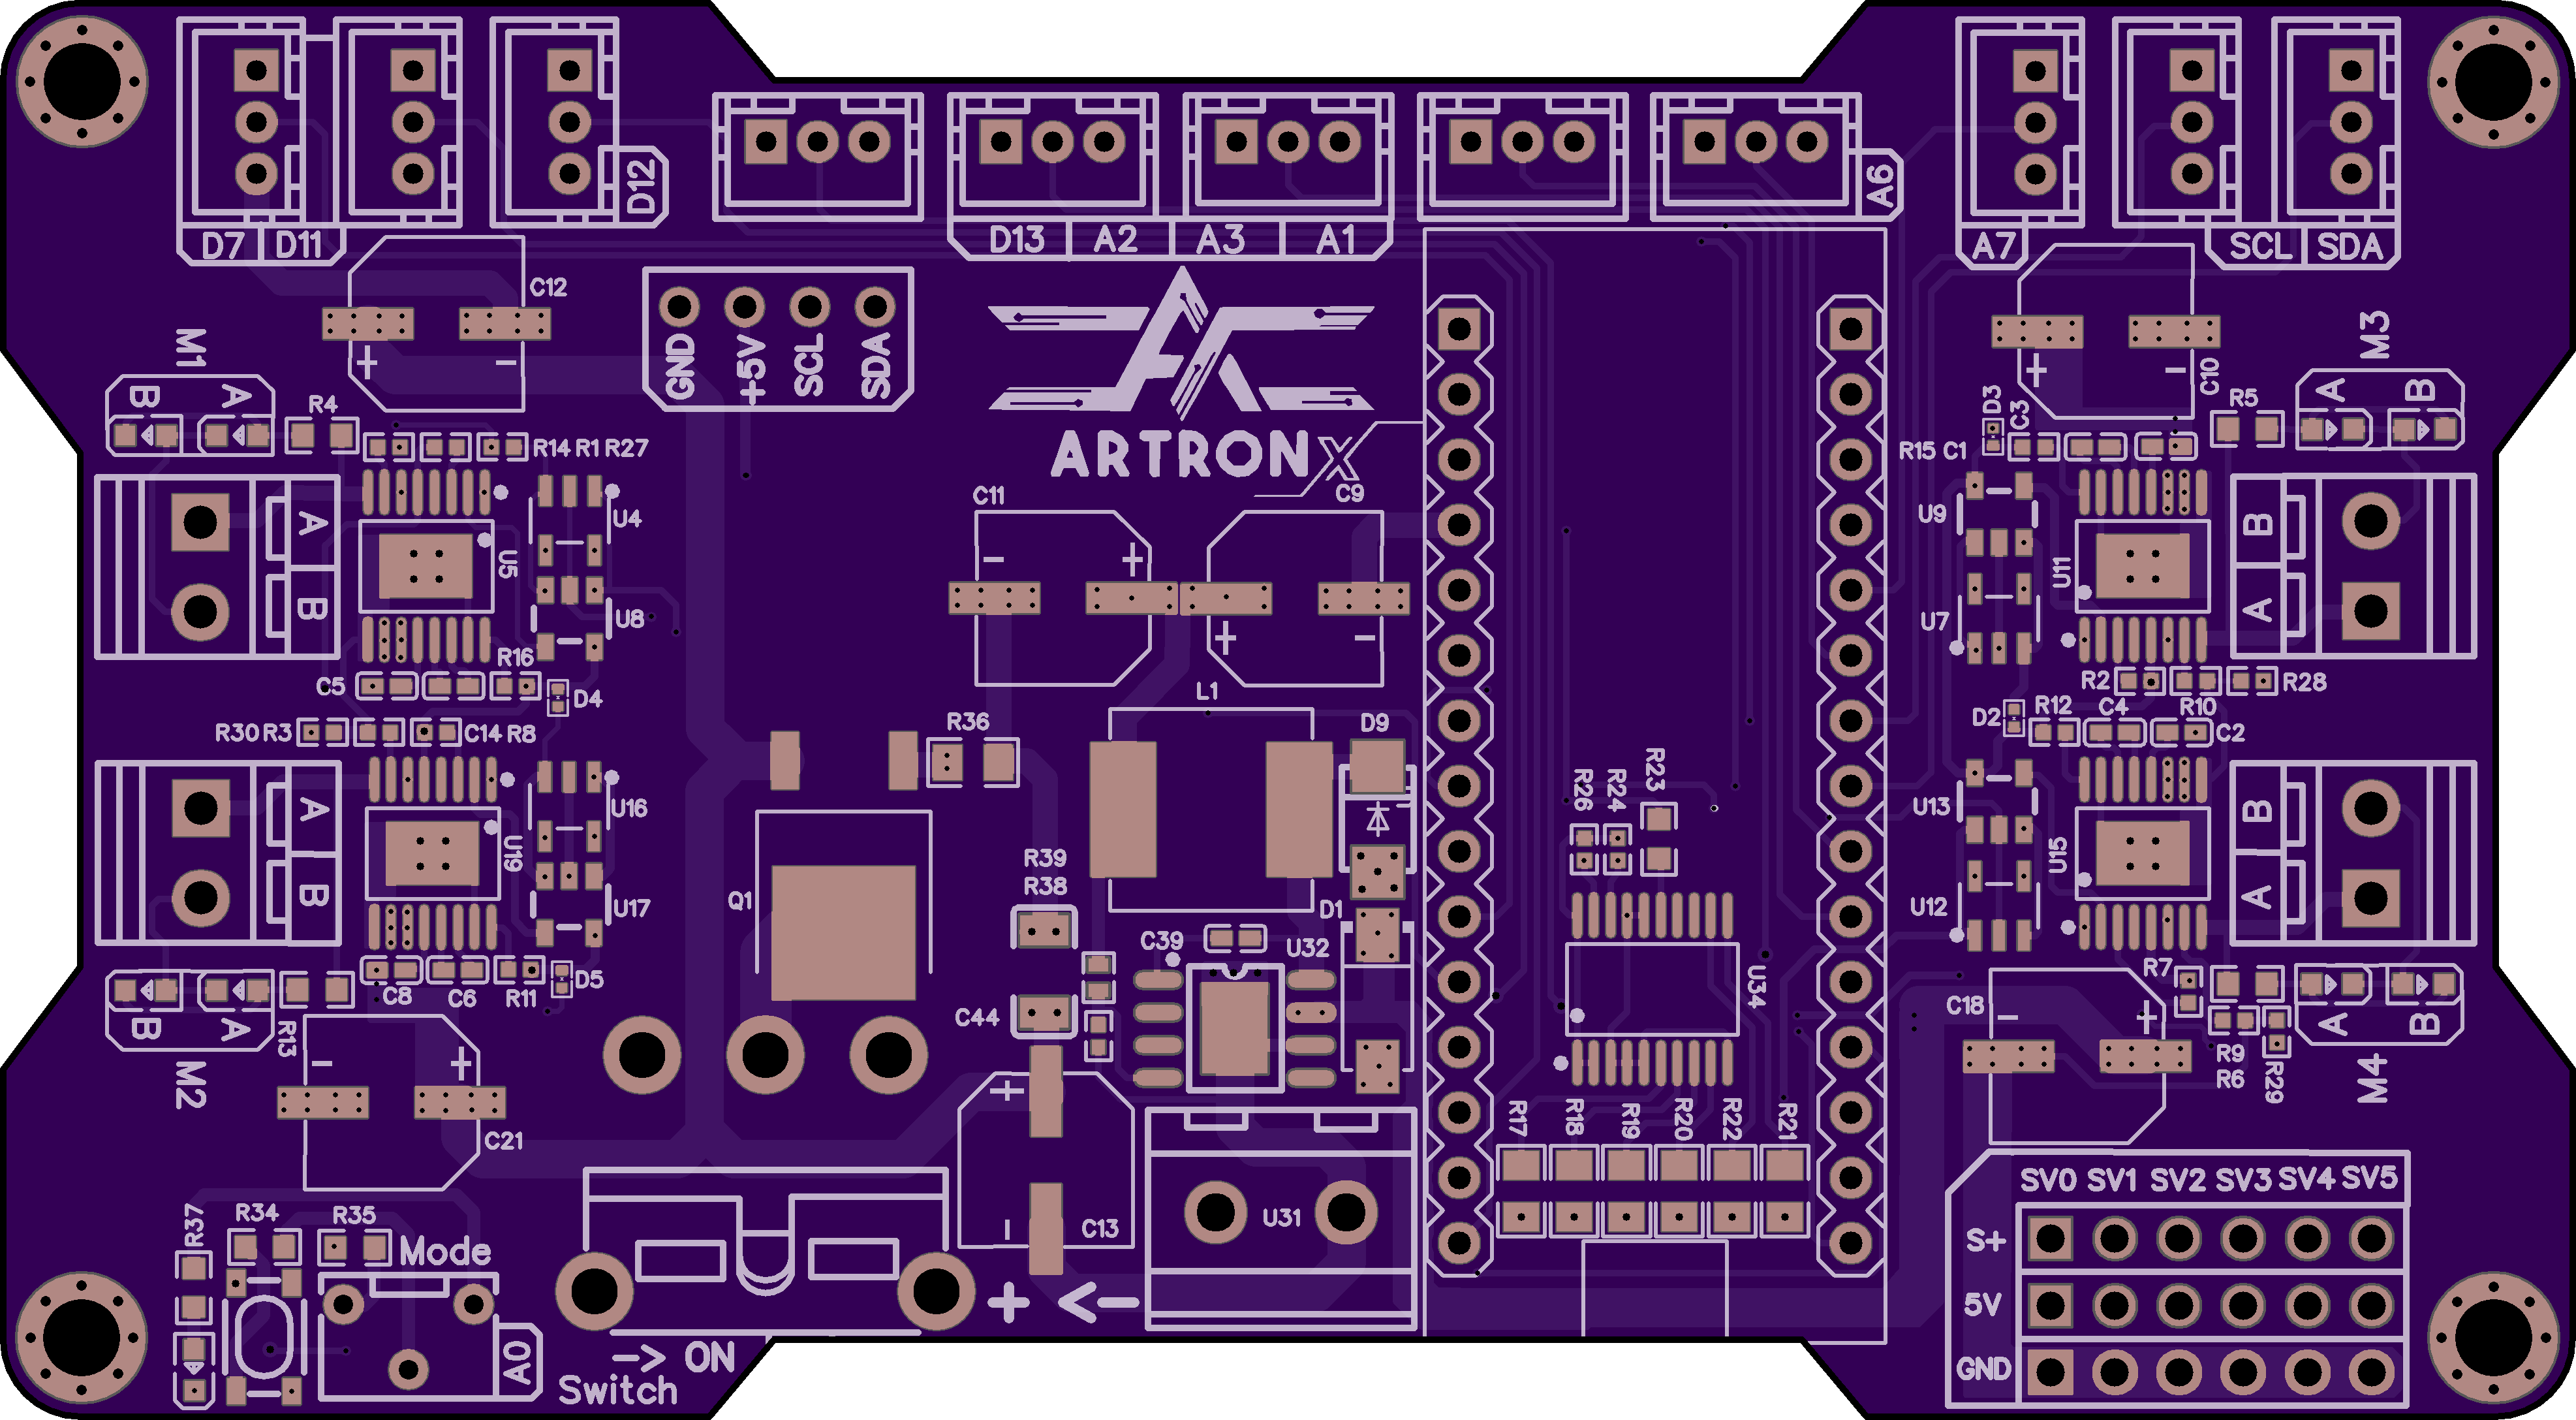 D12
A6
D7 D11
D13 A2 A3 A1
A7
SCL SDA
C12
GND +5V SCL SDA
M1
M3
+ -
+ -
C10
B A
R4
A B
R5
D3 C3
R14 R1 R27
R15 C1
ARTRON X
C11
C9
A
B
U4
U5
U8
- +
+ -
U9
U11
U7
B
A
R16
C5
D4
L1
R2
R28
R30 R3
C14 R8
R36
D9
D2
R12 C4 R10
C2
R26 R24 R23
A
B
U16
U19
U17
Q1
R39
R38
D1
C39
U32
U13
U15
U12
B
A
C8 C6 R11 D5
B A
R13
M2
- +
C21
C44
U34
R7
C18
- +
R9
R6
R29
A B
M4
R17 R18 R19 R20 R22 R21
+
-
C13
U31
SV0 SV1 SV2 SV3 SV4 SV5
S+
5V
GND
R37
R34
R35
Mode
A0
+ <-
-> ON
Switch